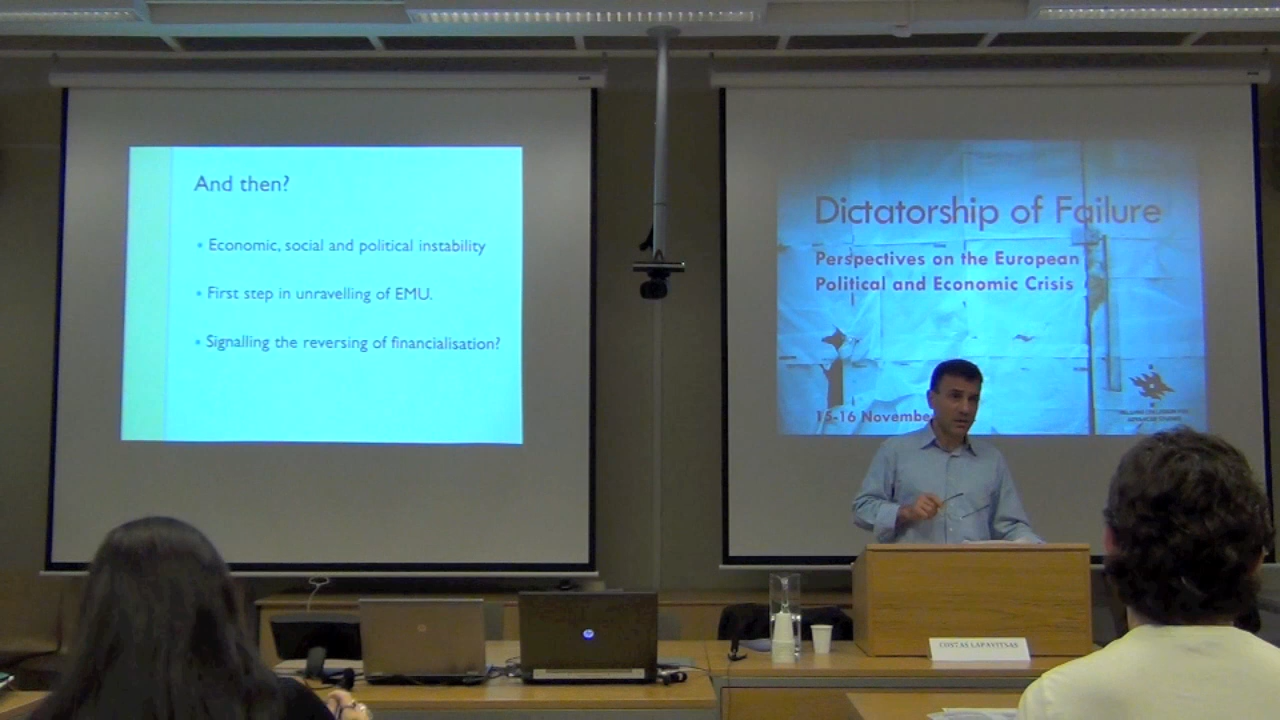 And then?
• Economic, social and political instability
• First step in unravelling of EMU.
• Signalling the reversing of financialisation?
Dictatorship of Failure
Perspectives on the European
Political and Economic Crisis
15-16 Novembe
COSTAS LAPAVITSAS